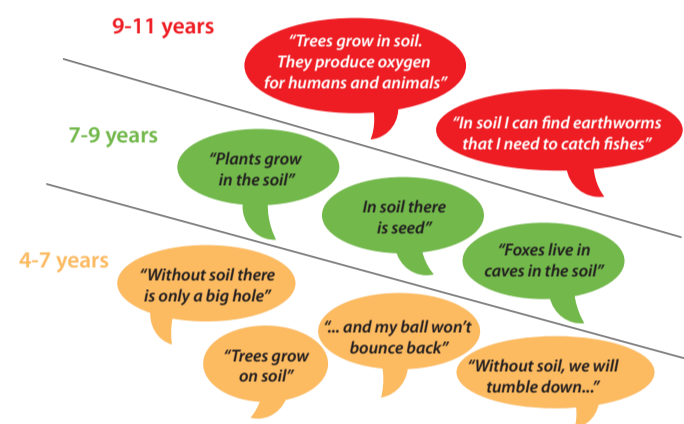 9-11 years
“Trees grow in soil.
They produce oxygen
for humans and animals”
“In soil I can find earthworms
that I need to catch fishes”
7-9 years
“Plants grow
in the soil”
In soil there
is seed”
“Foxes live in
caves in the soil”
4-7 years
“Without soil there
is only a big hole”
“Trees grow
on soil”
“... and my ball won’t
bounce back”
“Without soil, we will
tumble down...”